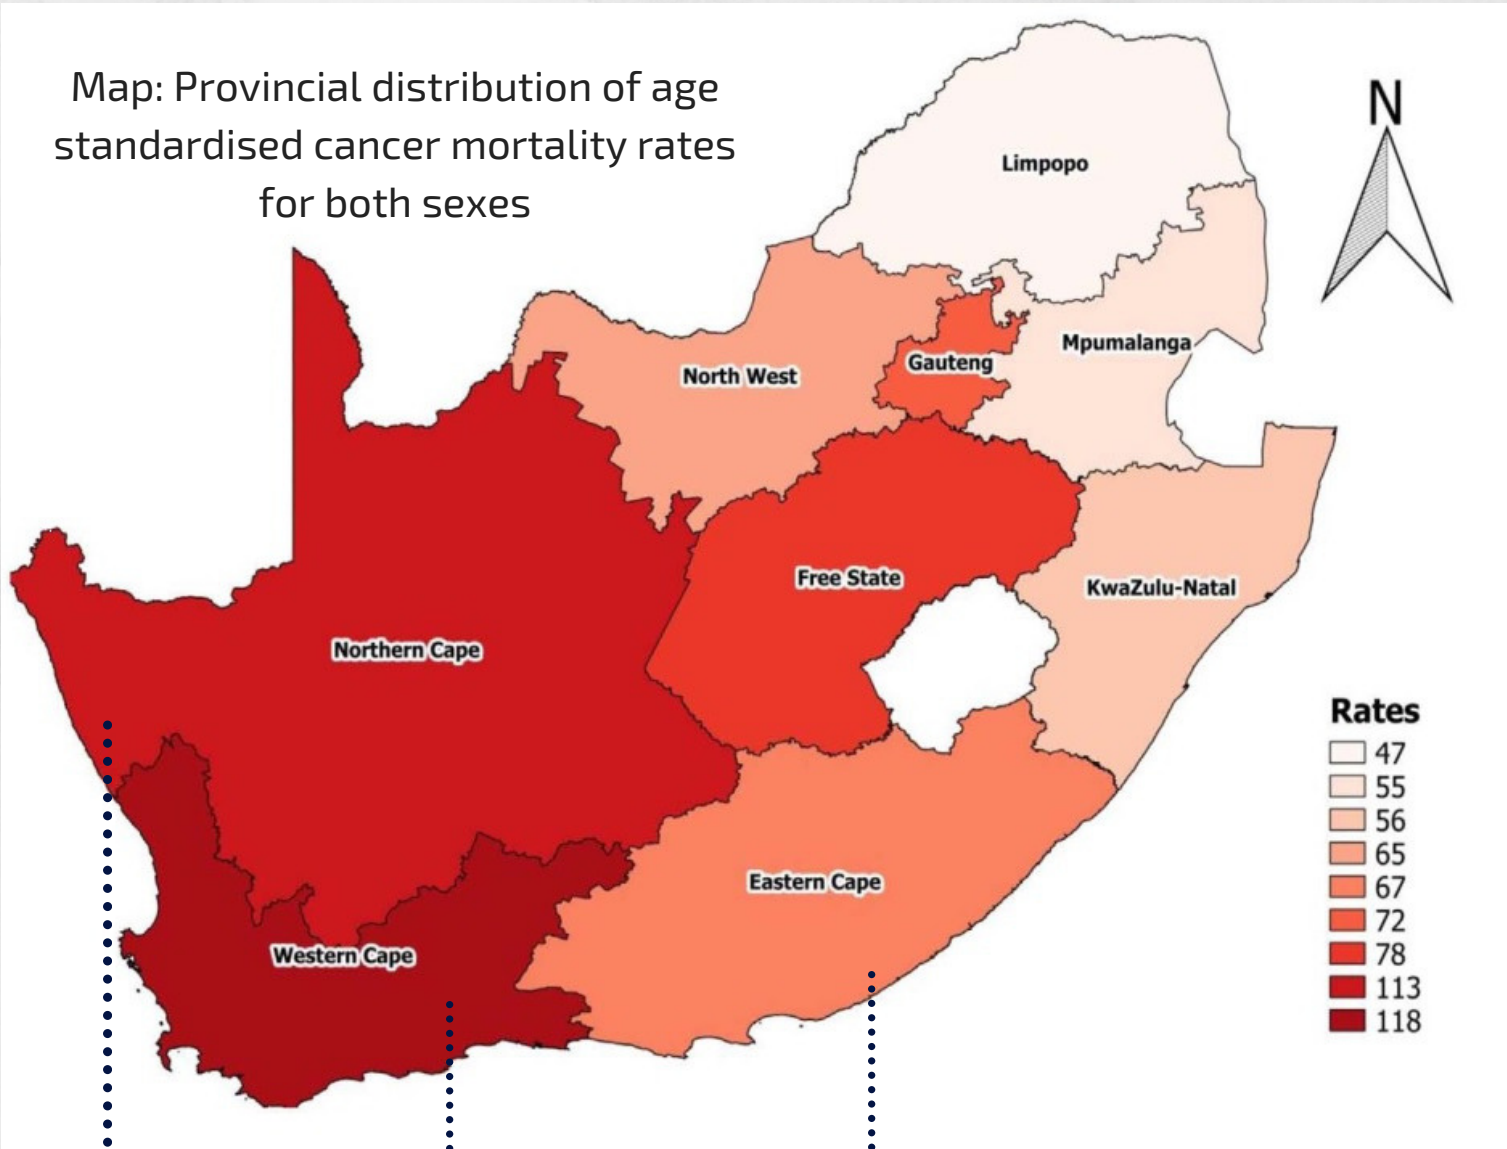 Map: Provincial distribution of age
standardised cancer mortality rates
for both sexes
N
Limpopo
Mpumalanga
Gauteng
North West
Free State
KwaZulu-Natal
Northern Cape
Eastern Cape
Western Cape
Rates
47
55
56
65
67
72
78
113
118